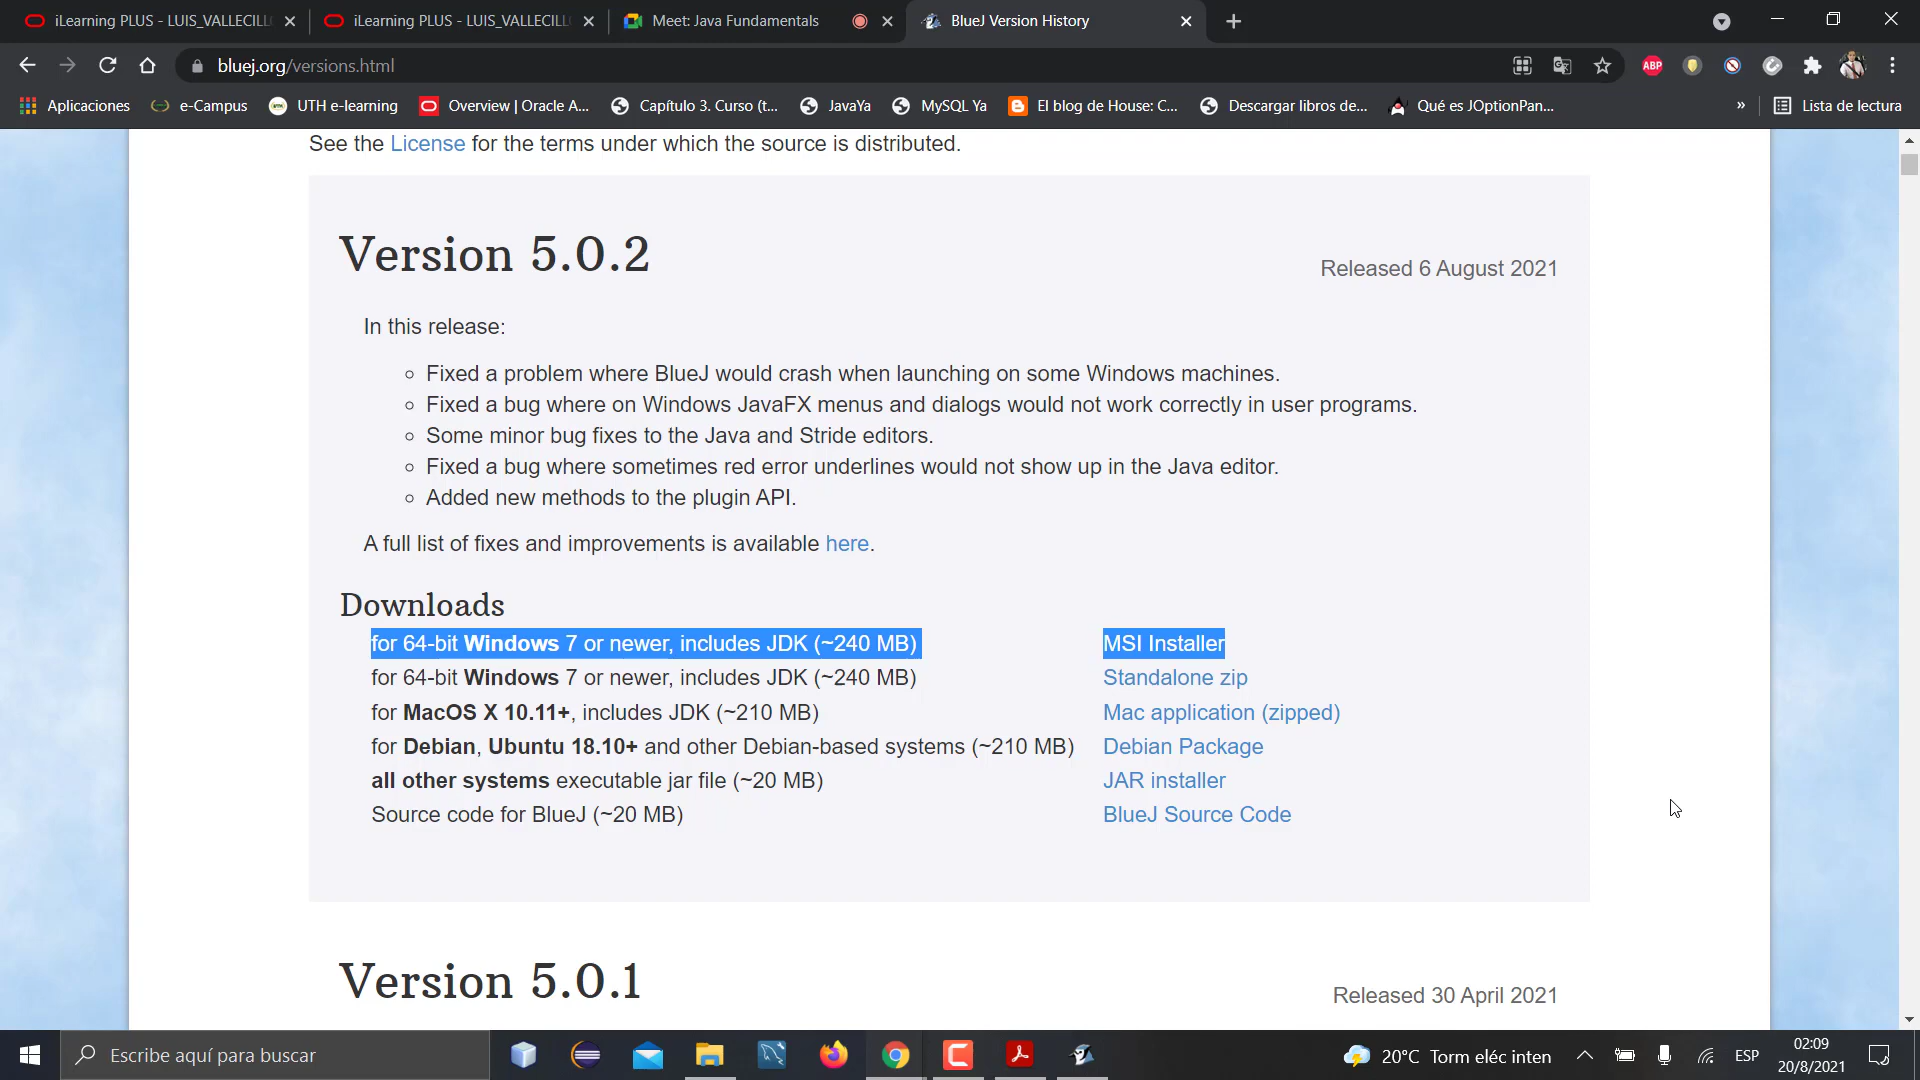 iLearning PLUS - LUIS_VALLECILL
iLearning PLUS - LUIS_VALLECILL
Meet: Java Fundamentals
BlueJ Version History
bluej.org/versions.html
ABP
Aplicaciones
e-Campus
UTH e-learning
Overview | Oracle A...
Capítulo 3. Curso (t...
JavaYa
MySQL Ya
El blog de House: C...
Descargar libros de...
Qué es JOptionPan...
»
Lista de lectura
See the License for the terms under which the source is distributed.
Version 5.0.2
Released 6 August 2021
In this release:
Fixed a problem where BlueJ would crash when launching on some Windows machines.
Fixed a bug where on Windows JavaFX menus and dialogs would not work correctly in user programs.
Some minor bug fixes to the Java and Stride editors.
Fixed a bug where sometimes red error underlines would not show up in the Java editor.
Added new methods to the plugin API.
A full list of fixes and improvements is available here.
Downloads
for 64-bit Windows 7 or newer, includes JDK (~240 MB) MSI Installer
for 64-bit Windows 7 or newer, includes JDK (~240 MB) Standalone zip
for MacOS X 10.11+, includes JDK (~210 MB) Mac application (zipped)
for Debian, Ubuntu 18.10+ and other Debian-based systems (~210 MB) Debian Package
all other systems executable jar file (~20 MB) JAR installer
Source code for BlueJ (~20 MB) BlueJ Source Code
Version 5.0.1
Released 30 April 2021
Escribe aquí para buscar
20°C Torm eléc inten
ESP
02:09
20/8/2021